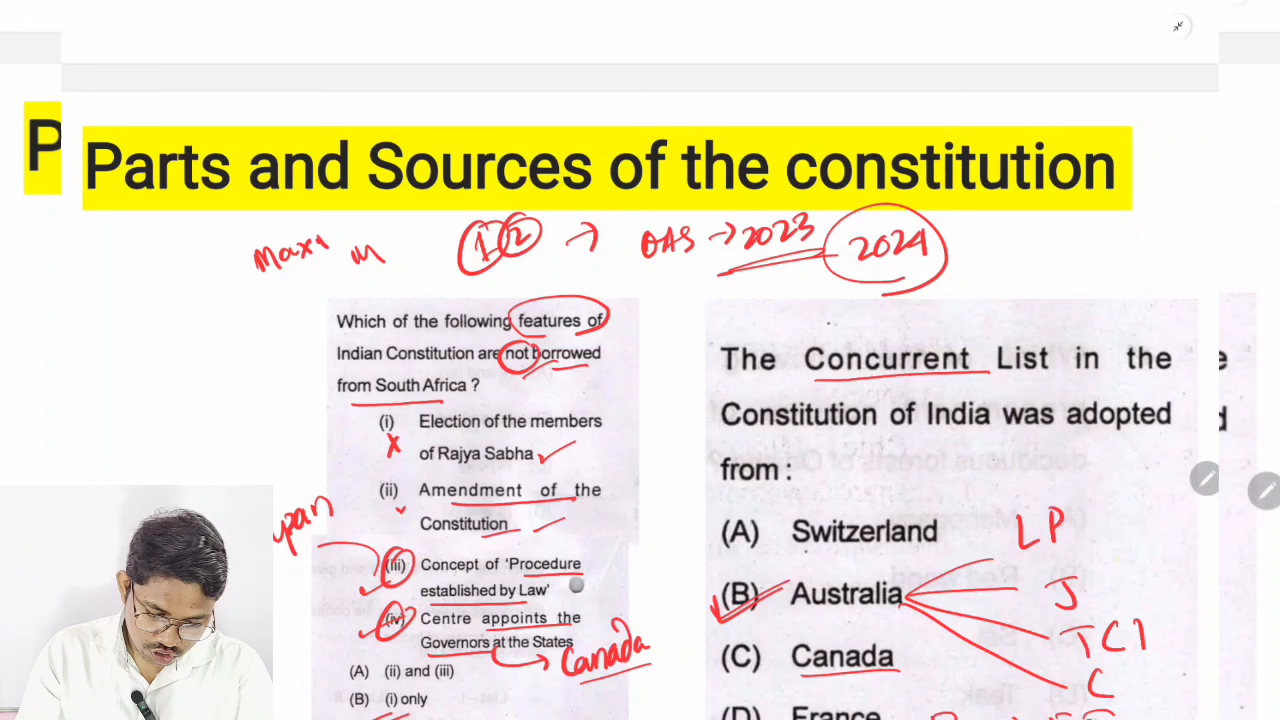 P
Parts and Sources of the constitution
1 2 → OAS → 2023 2024
Which of the following features of
Indian Constitution are not borrowed
from South Africa ?
(i) Election of the members
of Rajya Sabha
(ii) Amendment of the
Constitution
(iii) Concept of 'Procedure
established by Law'
(iv) Centre appoints the
Governors at the States
Canada
(A) (ii) and (iii)
(B) (i) only
The Concurrent List in the
Constitution of India was adopted
from :
(A) Switzerland
LP
(B) Australia
J
(C) Canada
C
(D) France
e
d